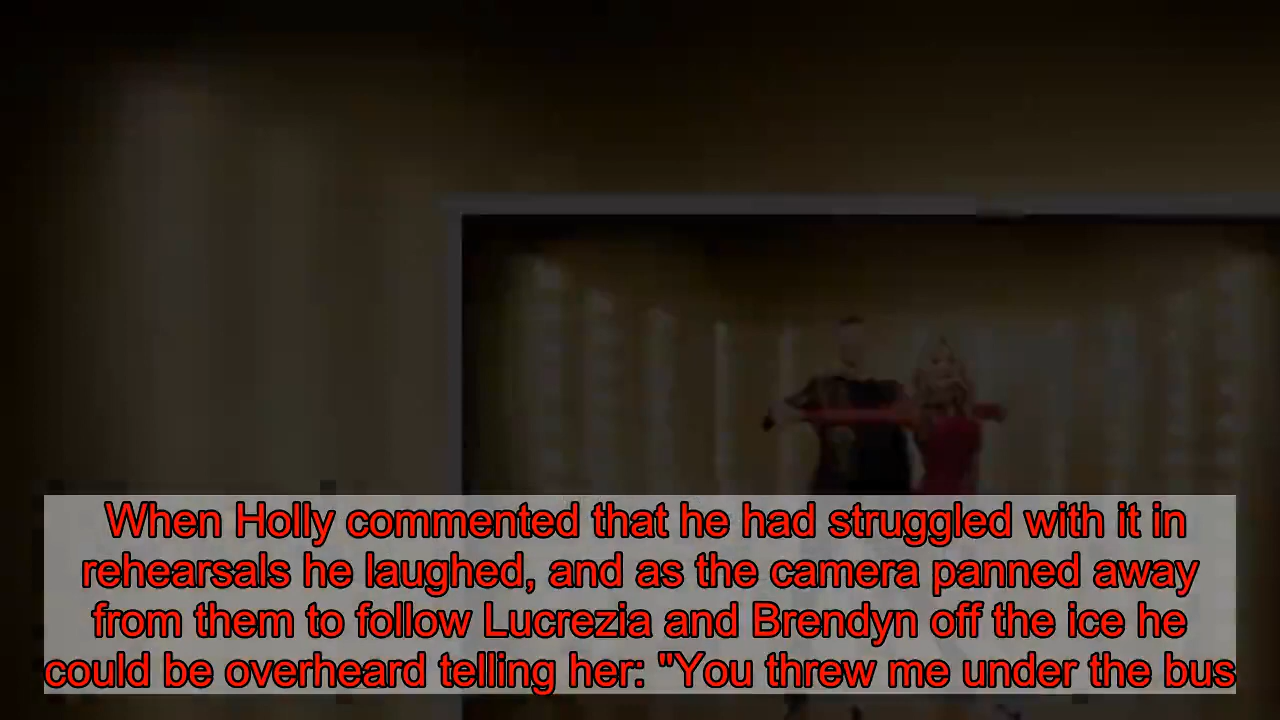 When Holly commented that he had struggled with it in
rehearsals he laughed, and as the camera panned away
from them to follow Lucrezia and Brendyn off the ice he
could be overheard telling her: "You threw me under the bus